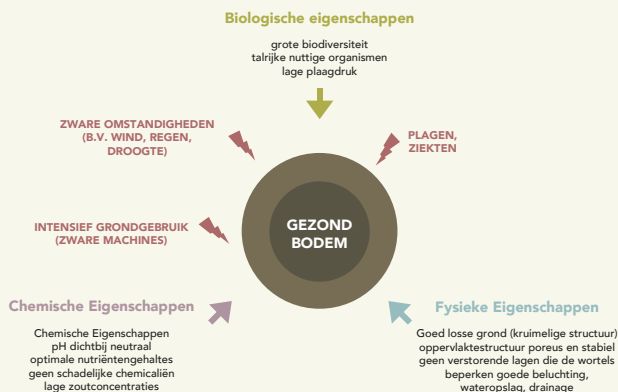 Biologische eigenschappen
grote biodiversiteit
talrijke nuttige organismen
lage plaagdruk
ZWARE OMSTANDIGHEDEN
(B.V. WIND, REGEN,
DROOGTE)
PLAGEN,
ZIEKTEN
INTENSIEF GRONDGEBRUIK
(ZWARE MACHINES)
GEZOND
BODEM
Chemische Eigenschappen
Chemische Eigenschappen
pH dichtbij neutraal
optimale nutriëntengehaltes
geen schadelijke chemicaliën
lage zoutconcentraties
Fysieke Eigenschappen
Goed losse grond (kruimelige structuur)
oppervlaktestructuur poreus en stabiel
geen verstorende lagen die de wortels
beperken goede beluchting,
wateropslag, drainage